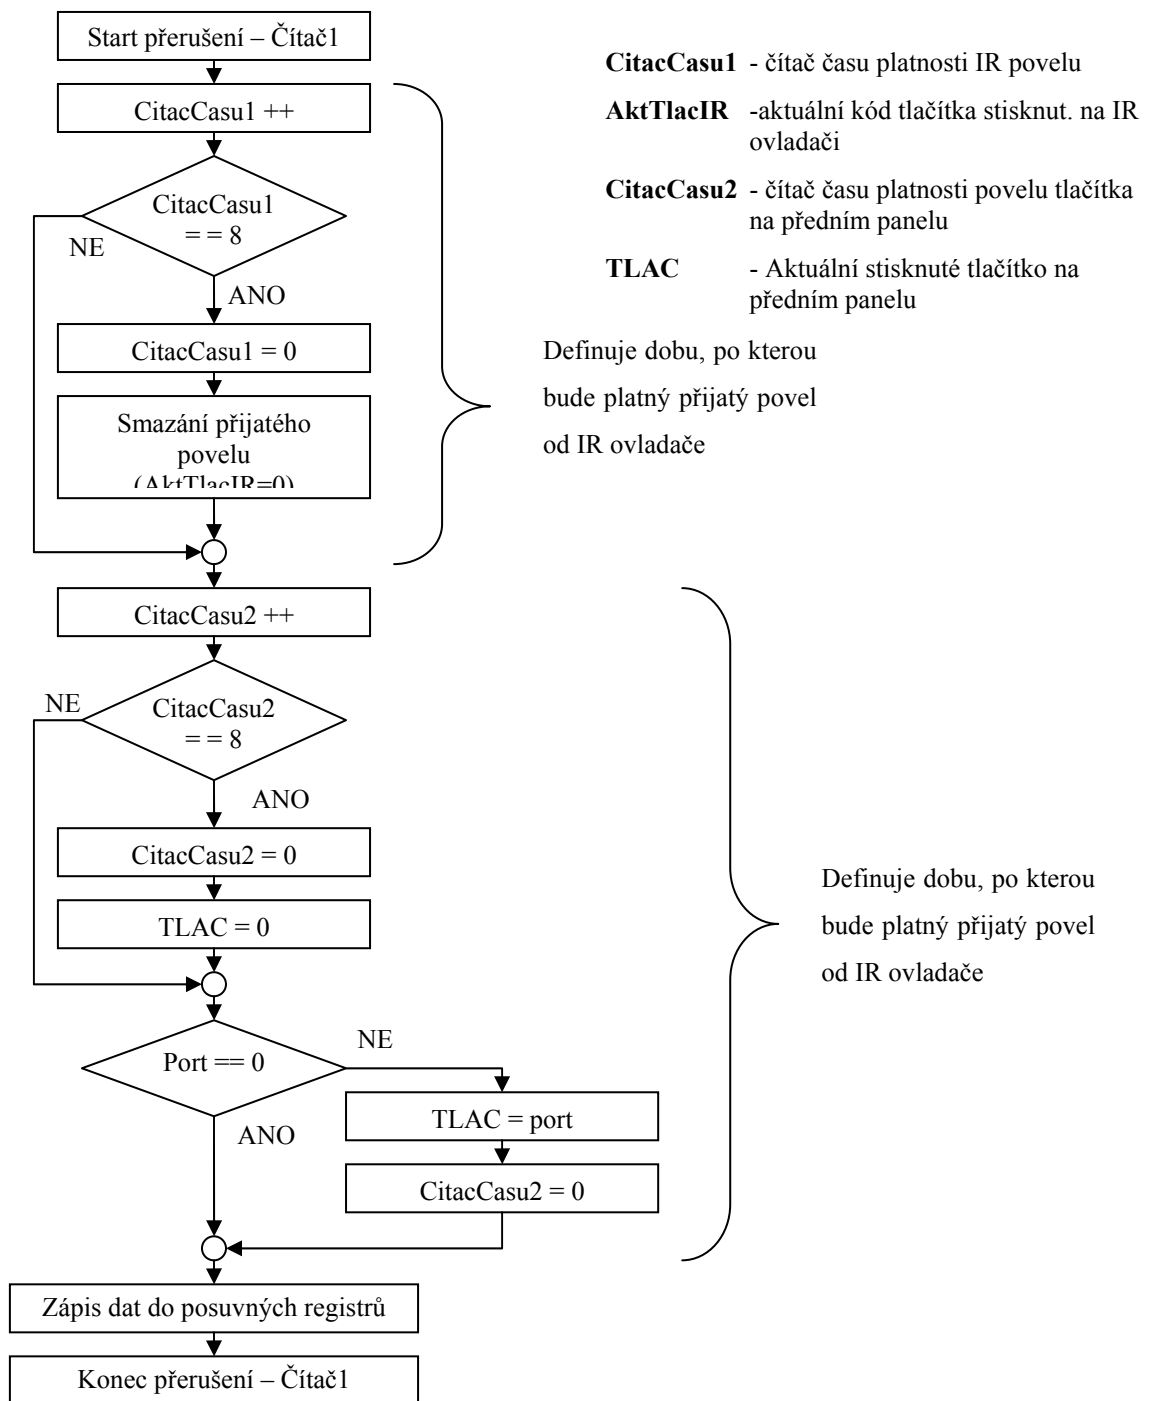 Start přerušení – Čítač1
CitacCasu1 ++
CitacCasu1
= = 8
NE
ANO
CitacCasu1 = 0
Smazání přijatého
povelu
(AktTlacIR=0)
CitacCasu1 - čítač času platnosti IR povelu
AktTlacIR -aktuální kód tlačítka stisknut. na IR
ovladači
CitacCasu2 - čítač času platnosti povelu tlačítka
na předním panelu
TLAC - Aktuální stisknuté tlačítko na
předním panelu
Definuje dobu, po kterou
bude platný přijatý povel
od IR ovladače
CitacCasu2 ++
NE
CitacCasu2
= = 8
ANO
CitacCasu2 = 0
TLAC = 0
Port == 0
NE
ANO
TLAC = port
CitacCasu2 = 0
Definuje dobu, po kterou
bude platný přijatý povel
od IR ovladače
Zápis dat do posuvných registrů
Konec přerušení – Čítač1